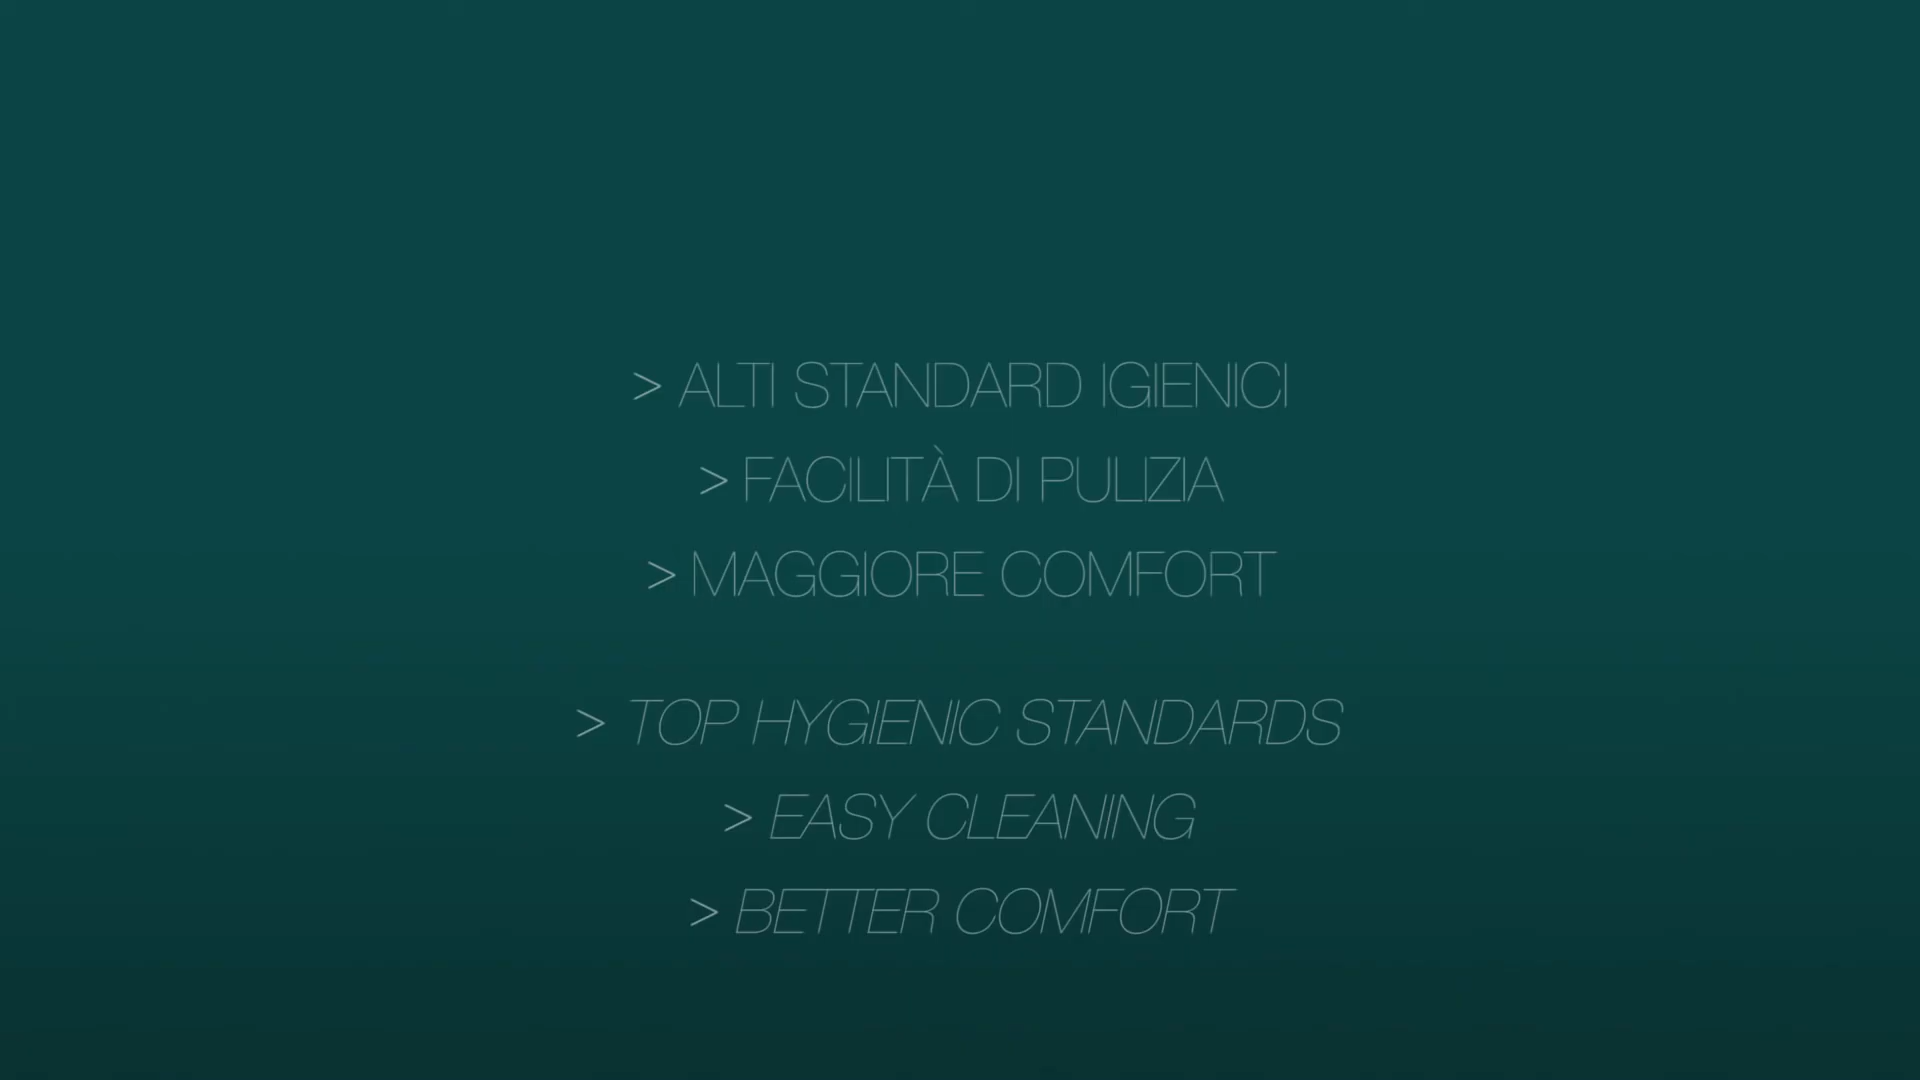 > ALTI STANDARD IGIENICI
> FACILITÀ DI PULIZIA
> MAGGIORE COMFORT
> TOP HYGIENIC STANDARDS
> EASY CLEANING
> BETTER COMFORT